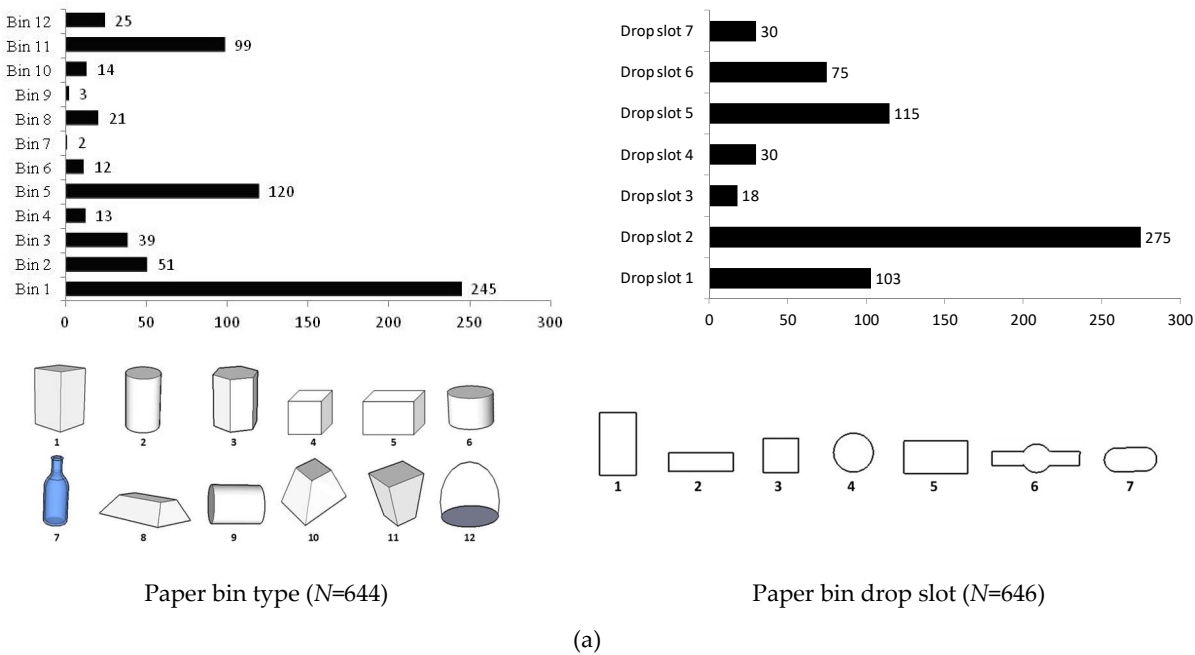 Bin 12 25
Bin 11 99
Bin 10 14
Bin 9 3
Bin 8 21
Bin 7 2
Bin 6 12
Bin 5 120
Bin 4 13
Bin 3 39
Bin 2 51
Bin 1 245
0 50 100 150 200 250 300
1 2 3 4 5 6
7 8 9 10 11 12
Paper bin type (N=644)
Drop slot 7 30
Drop slot 6 75
Drop slot 5 115
Drop slot 4 30
Drop slot 3 18
Drop slot 2 275
Drop slot 1 103
0 50 100 150 200 250 300
1 2 3 4 5 6 7
Paper bin drop slot (N=646)
(a)